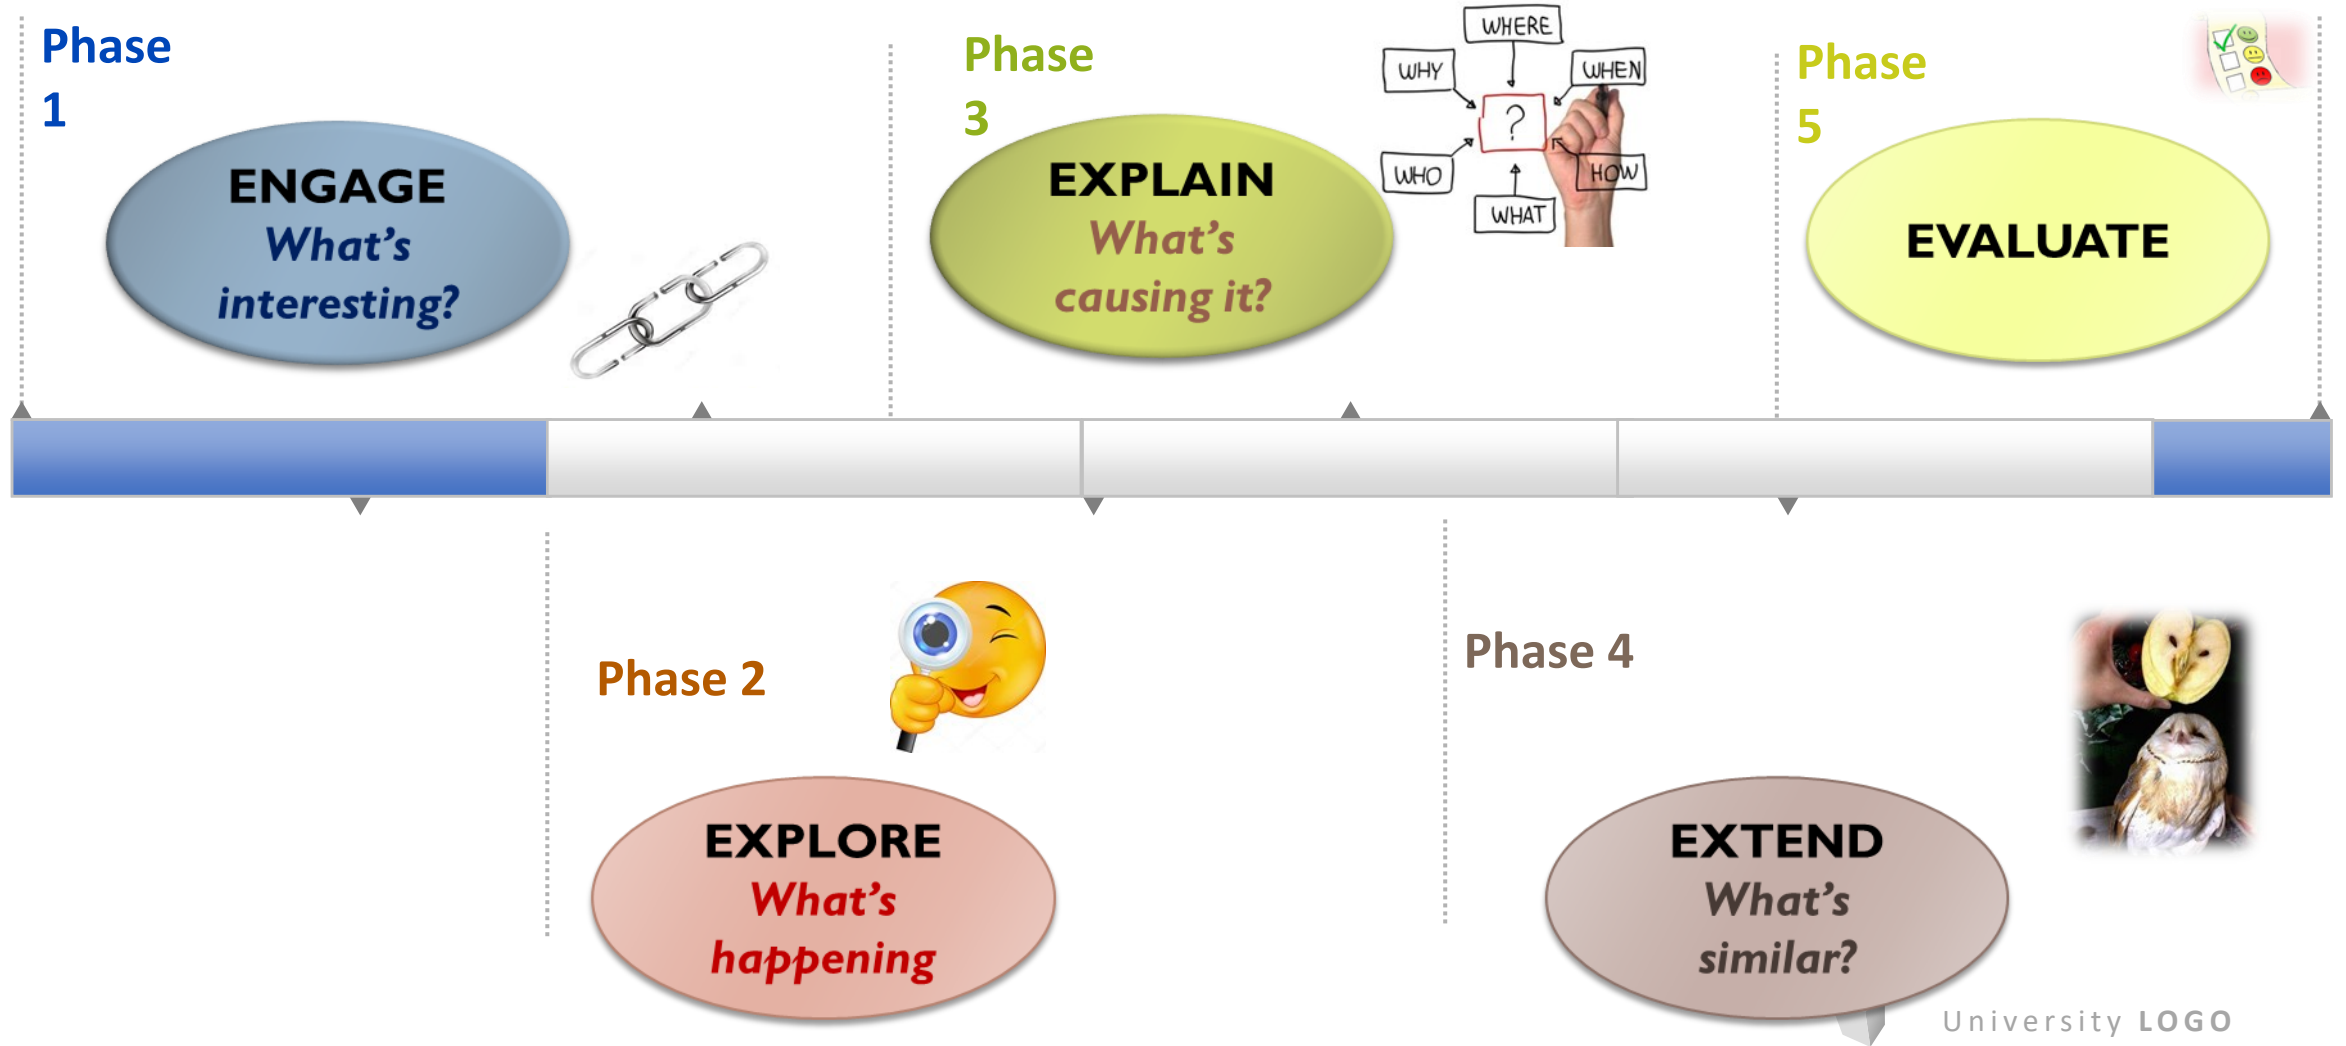 Phase
1
ENGAGE
What's
interesting?
Phase 2
EXPLORE
What's
happening
Phase
3
EXPLAIN
What's
causing it?
WHERE
WHY
WHEN
?
WHO
HOW
WHAT
Phase 4
EXTEND
What's
similar?
Phase
5
EVALUATE
University LOGO